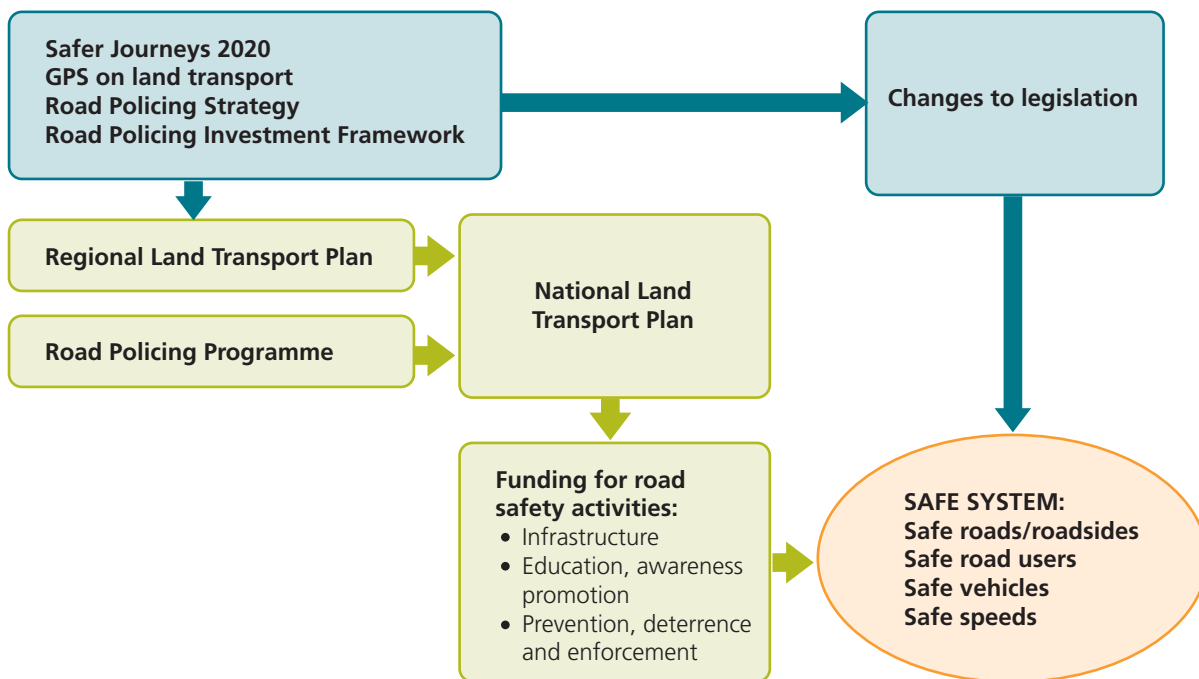 Safer Journeys 2020
GPS on land transport
Road Policing Strategy
Road Policing Investment Framework
Changes to legislation
Regional Land Transport Plan
Road Policing Programme
National Land
Transport Plan
Funding for road
safety activities:
• Infrastructure
• Education, awareness
promotion
• Prevention, deterrence
and enforcement
SAFE SYSTEM:
Safe roads/roadsides
Safe road users
Safe vehicles
Safe speeds